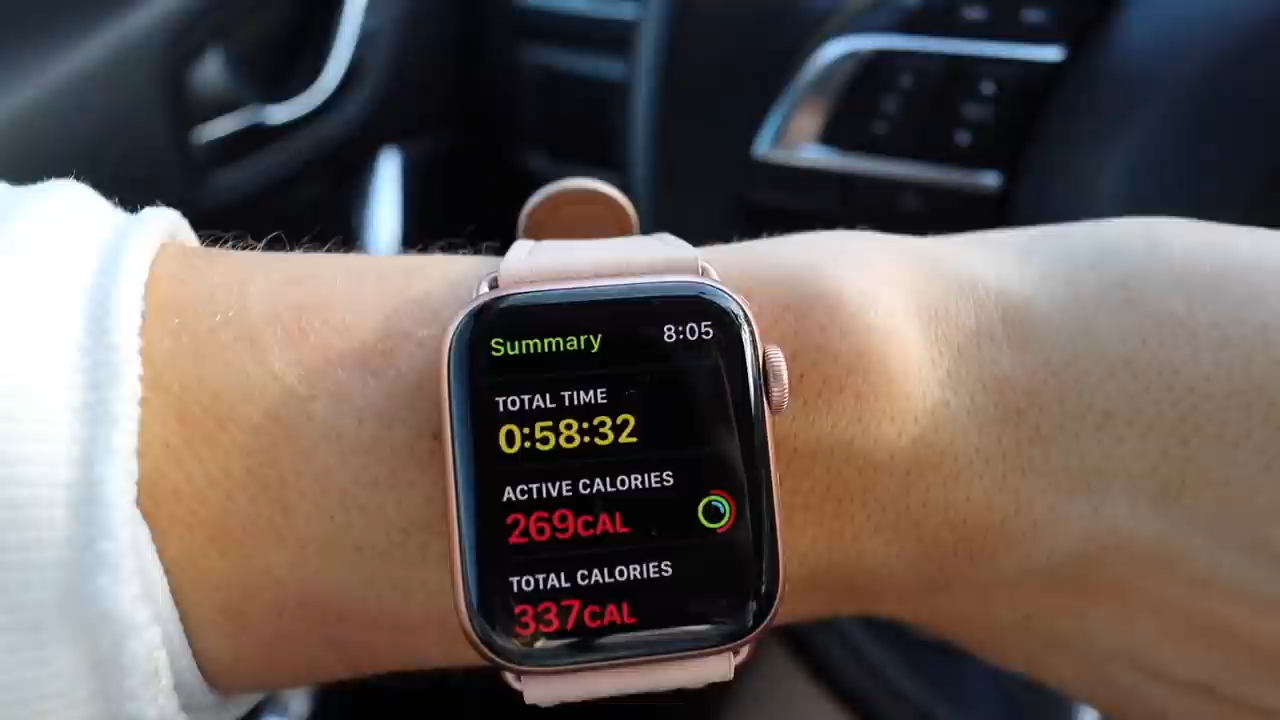 Summary 8:05
TOTAL TIME
0:58:32
ACTIVE CALORIES
269CAL
TOTAL CALORIES
337CAL